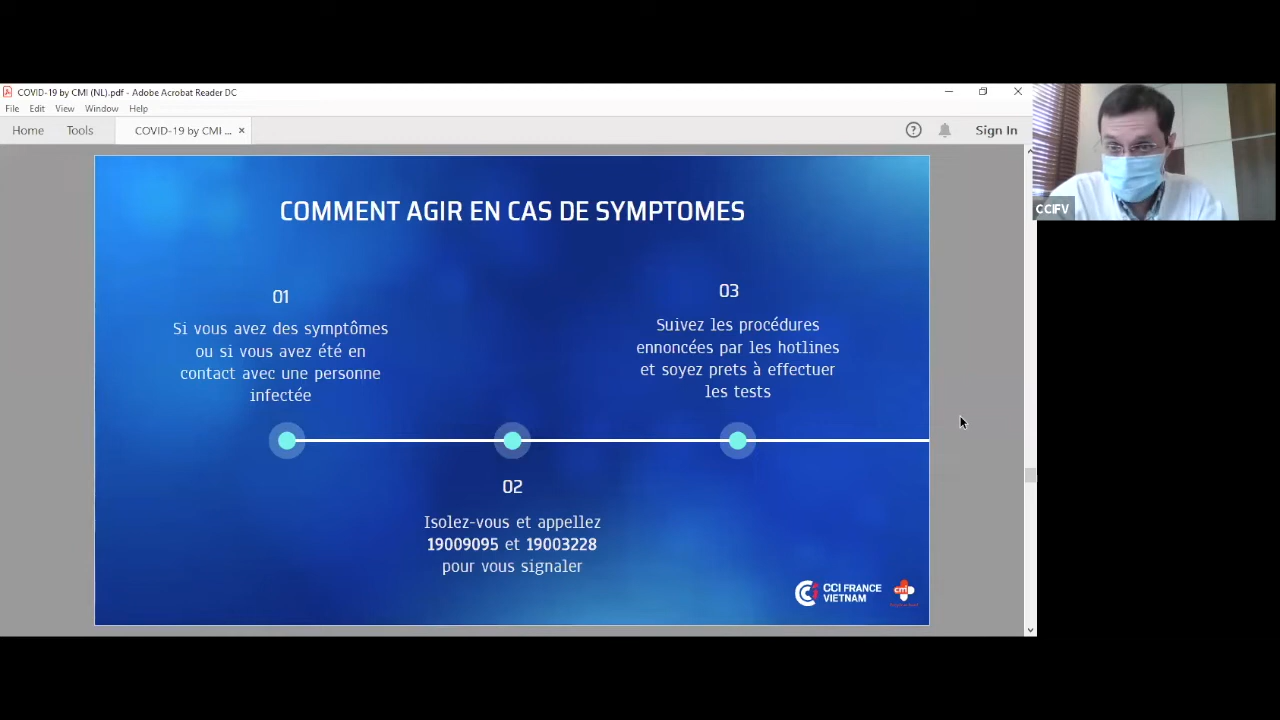 COVID-19 by CMI (NL).pdf - Adobe Acrobat Reader DC
File Edit View Window Help
Home Tools COVID-19 by CMI ... × Sign In
COMMENT AGIR EN CAS DE SYMPTOMES
01
Si vous avez des symptômes
ou si vous avez été en
contact avec une personne
infectée
02
Isolez-vous et appellez
19009095 et 19003228
pour vous signaler
03
Suivez les procédures
ennoncées par les hotlines
et soyez prets à effectuer
les tests
CCI FRANCE
VIETNAM
cmi
CCIFV